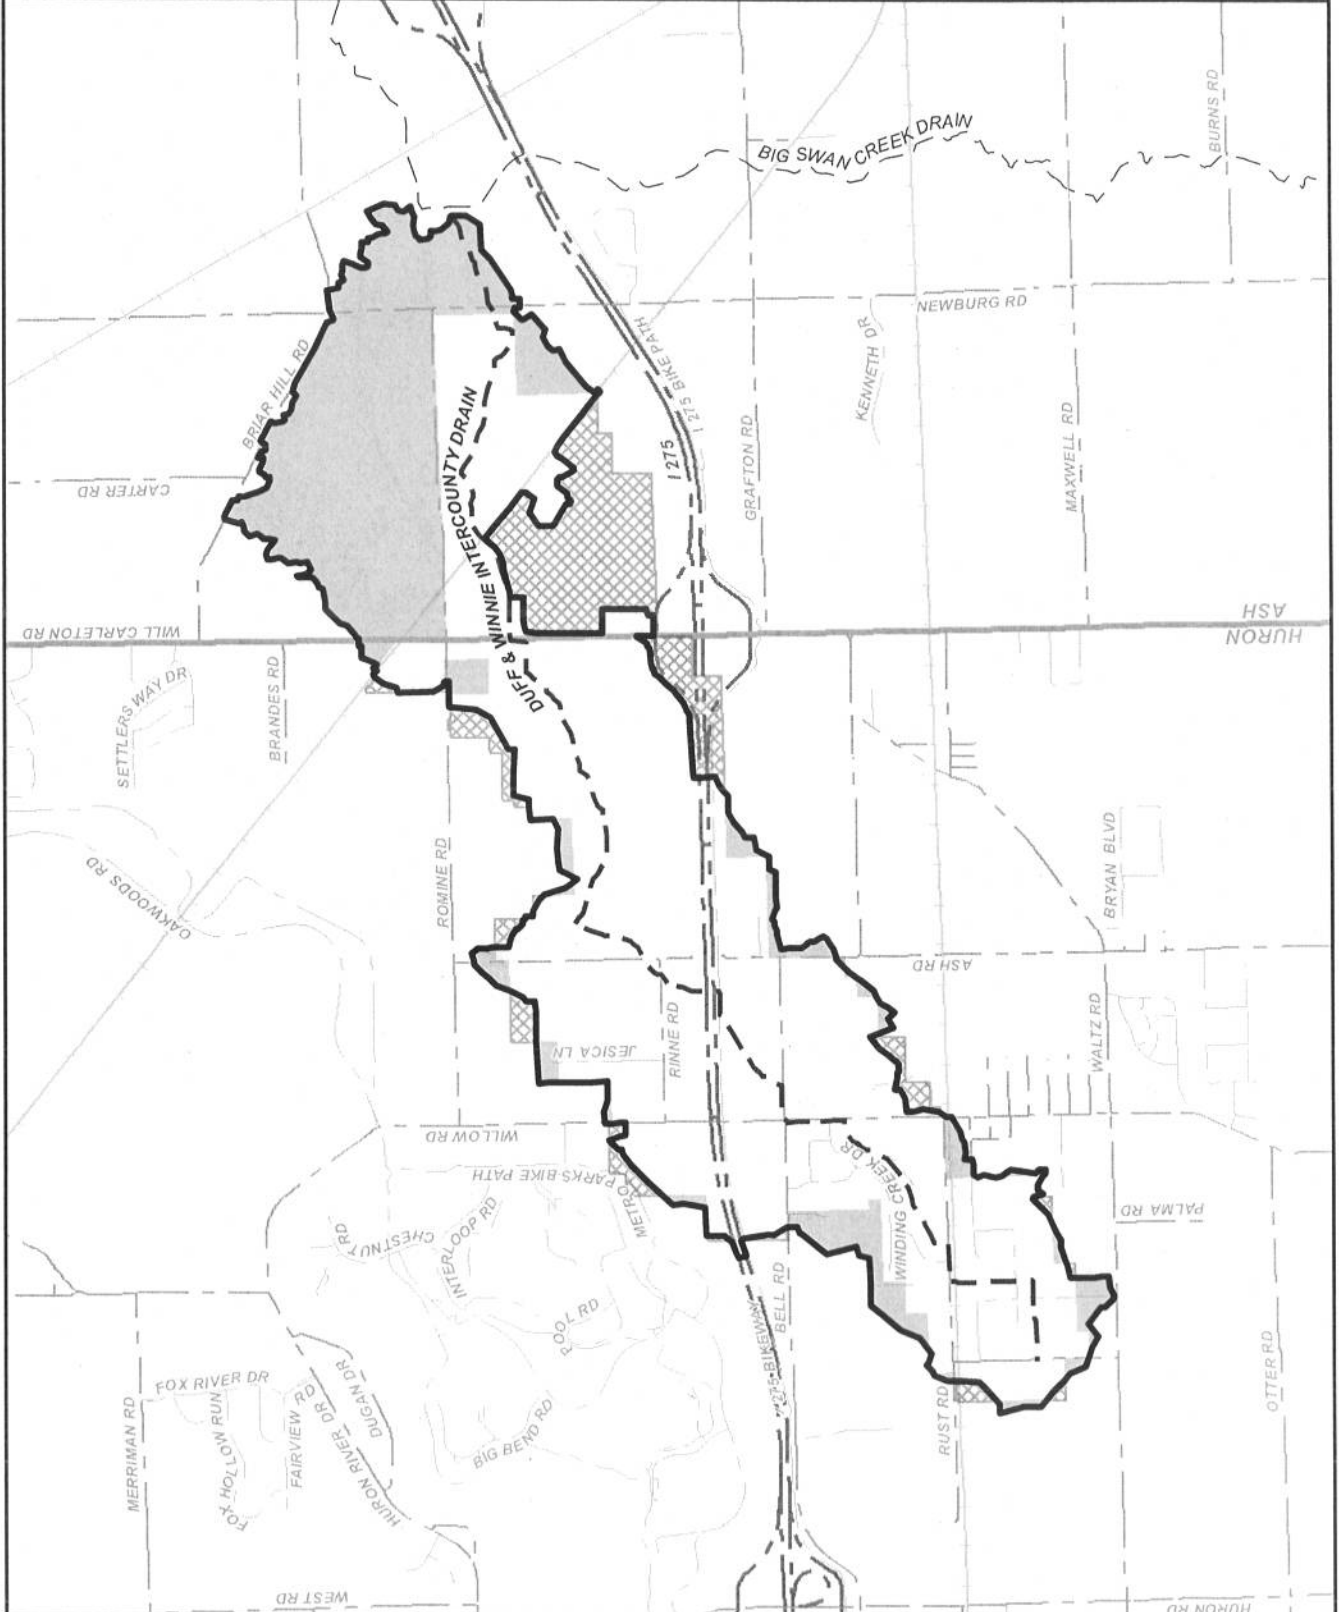 BURNS RD
BIG SWAN CREEK DRAIN
NEWBURG RD
I 275 BIKE PATH
KENNETH DR
BRIAR HILL RD
DUFF & WINNIE INTERCOUNTY DRAIN
I 275
GRAFTON RD
MAXWELL RD
CARTER RD
ASH
HURON
WILL CARLETON RD
SETTLERS WAY DR
BRANDES RD
ROMINE RD
OAKWOODS RD
BRYAN BLVD
ASH RD
RINNE RD
JESICA LN
WALTZ RD
WILLOW RD
METRO PARKS BIKE PATH
WINDING CREEK DR
PALMA RD
CHESTNUT RD
INTERLOOP RD
POOL RD
I 275 BIKEWAY
BELL RD
FOX RIVER DR
FOX HOLLOW RUN
FAIRVIEW RD
HURON RIVER DR
DUGAN DR
MERRIMAN RD
BIG BEND RD
RUST RD
OTTER RD
WEST RD
HURON RD